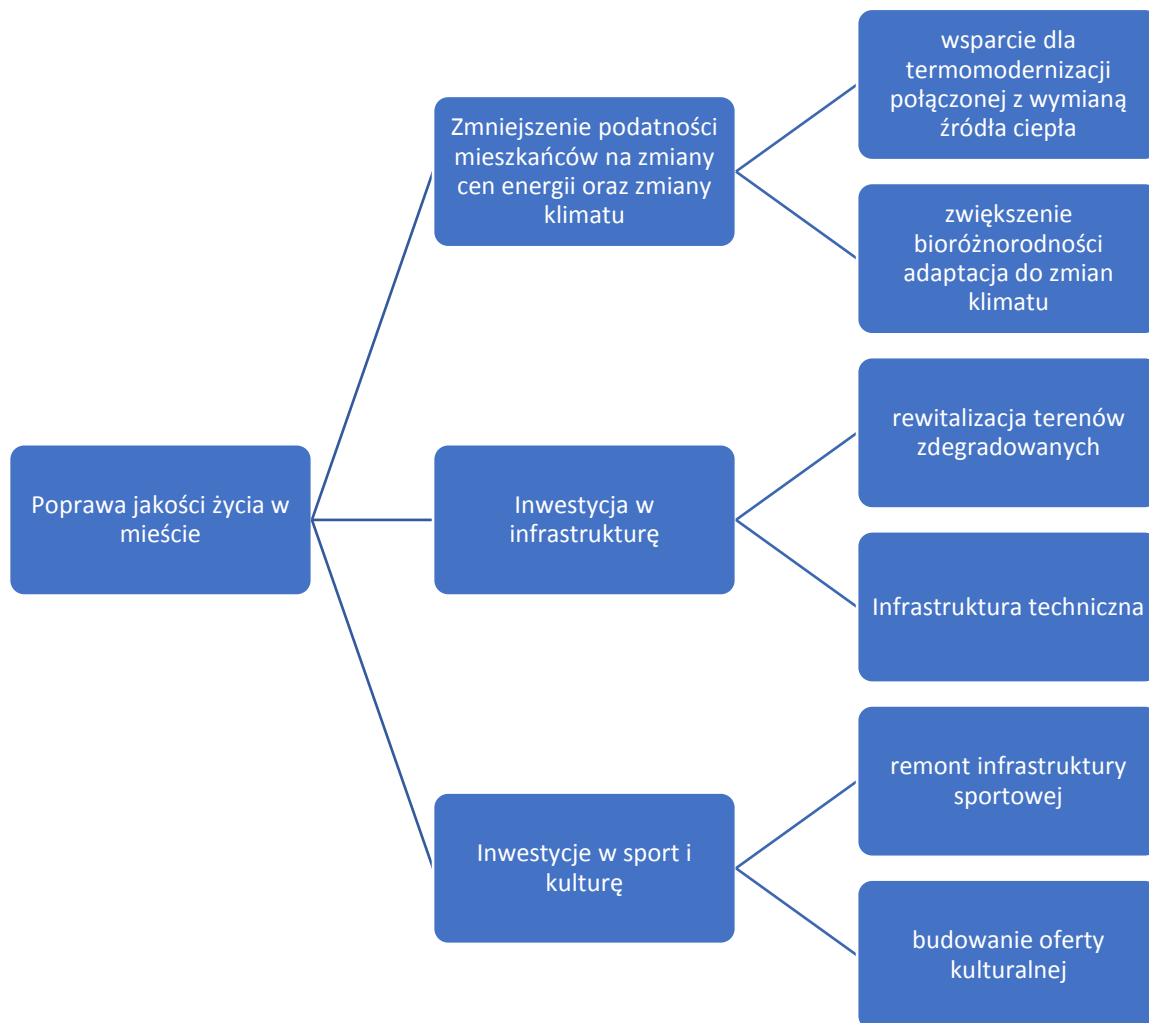 Poprawa jakości życia w
mieście
Zmniejszenie podatności
mieszkańców na zmiany
cen energii oraz zmiany
klimatu
wsparcie dla
termomodernizacji
połączonej z wymianą
źródła ciepła
zwiększenie
bioróżnorodności
adaptacja do zmian
klimatu
Inwestycja w
infrastrukturę
rewitalizacja terenów
zdegradowanych
Infrastruktura techniczna
Inwestycje w sport i
kulturę
remont infrastruktury
sportowej
budowanie oferty
kulturalnej